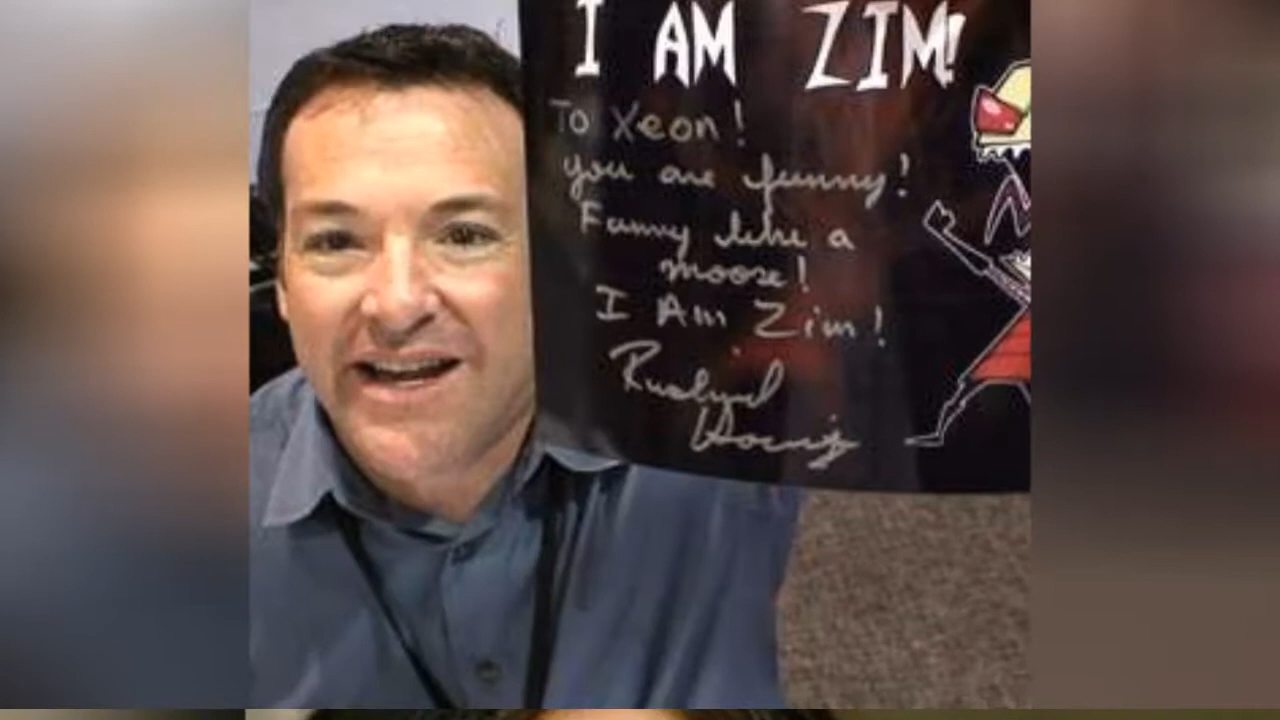 I AM ZIM!
To Xeon!
you are funny!
Funny like a
moose!
I Am Zim!